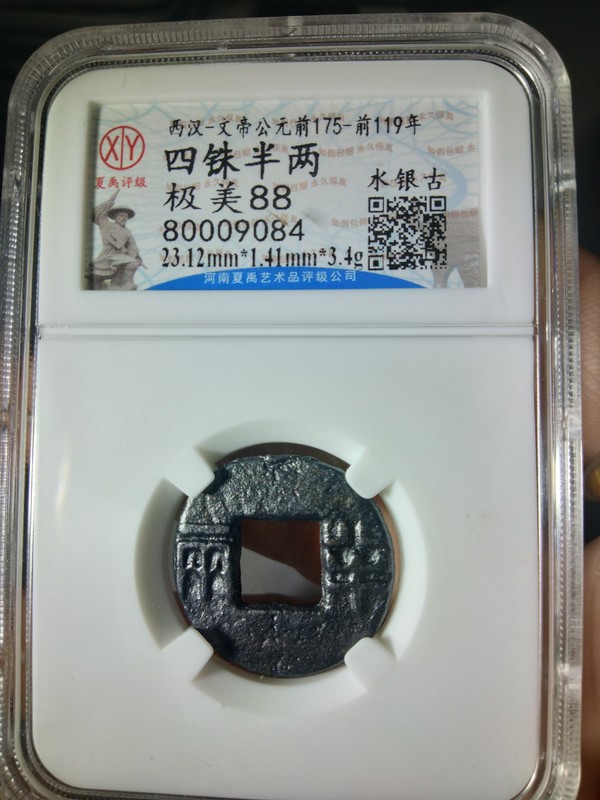 西汉-文帝公元前175-前119年
XY
四铢半两
夏禹评级
极美88
水银古
80009084
23.12mm*1.41mm*3.4g
河南夏禹艺术品评级公司
半两